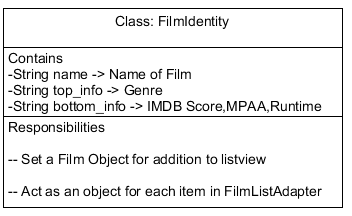 Class: FilmIdentity
Contains
-String name -> Name of Film
-String top_info -> Genre
-String bottom_info -> IMDB Score,MPAA,Runtime
Responsibilities
-- Set a Film Object for addition to listview
-- Act as an object for each item in FilmListAdapter